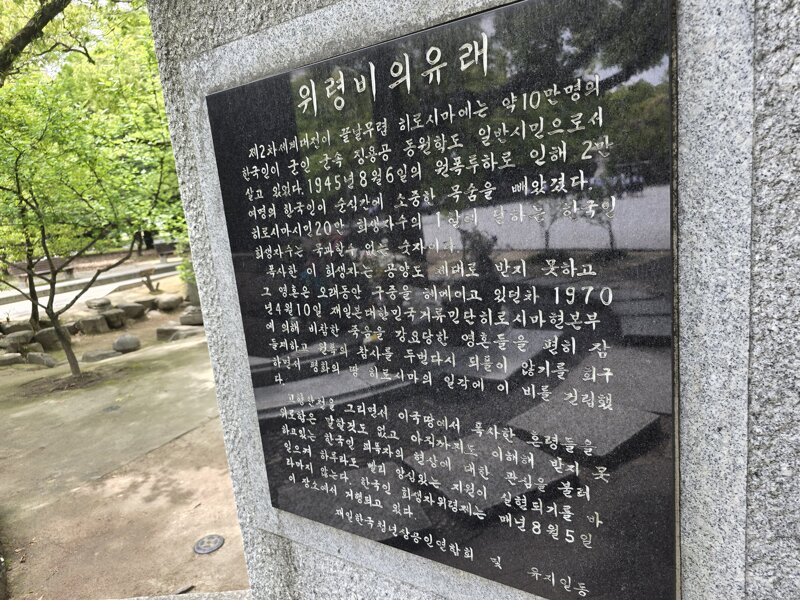 위령비의유래
제2차세계대전이 끝날무렵 히로시마에는 약10만명의
한국인이 군인 군속 징용공 동원학도 일반시민으로서
살고 있었다. 1945년8월6일의 원폭투하로 인해 2만
여명의 한국인이 순식간에 소중한 목숨을 빼앗겼다.
히로시마시민20만 희생자수의 1할에 달하는 한국인
희생자수는 묵과할수 없는 숫자이다.
폭사한 이 희생자는 공양도 제대로 받지 못하고
그 영혼은 오래동안 구중을 헤메이고 있던차 1970
년4월10일 재일본대한민국거류민단히로시마현본부
에 의해 비참한 죽음을 강요당한 영혼들을 편히 잠
들게하고 원폭의 참사를 두번다시 되풀이 않기를 희구
하면서 평화의 땅 히로시마의 일각에 이 비를 건립했
다.
고향산천을 그리면서 이국땅에서 폭사한 혼령들을
위로함은 말할것도 없고 아직까지도 이해해 받지 못
하고있는 한국인 피폭자의 현상에 대한 관심을 불러
일으켜 하루라도 빨리 양심있는 지원이 실현되기를 바
라마지 않는다. 한국인 희생자위령제는 매년8월5일
이 장소에서 거행되고 있다.
재일한국청년상공인연합회 및 유지일동